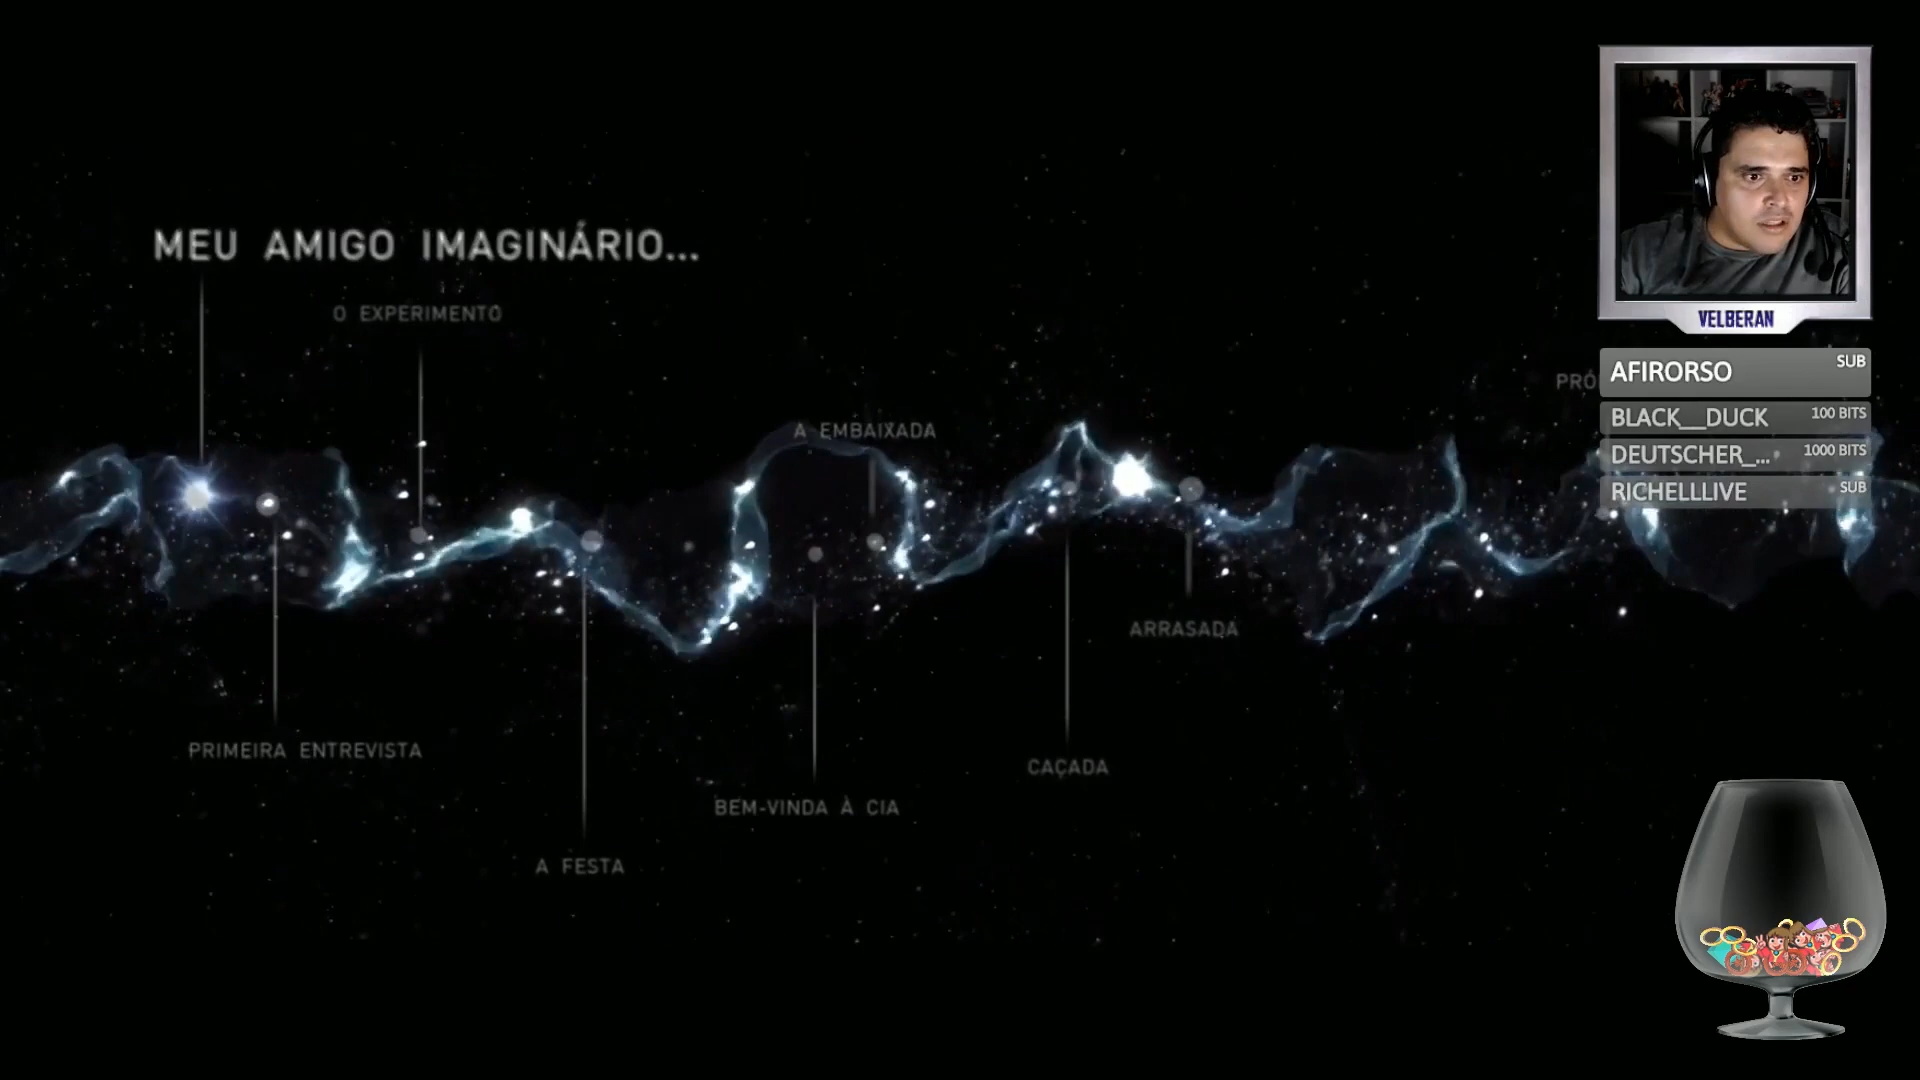 MEU AMIGO IMAGINÁRIO...
O EXPERIMENTO
A EMBAIXADA
PRIMEIRA ENTREVISTA
A FESTA
BEM-VINDA À CIA
CAÇADA
ARRASADA
VELBERAN
AFIRORSO SUB
BLACK__DUCK 100 BITS
DEUTSCHER_... 1000 BITS
RICHELLLIVE SUB